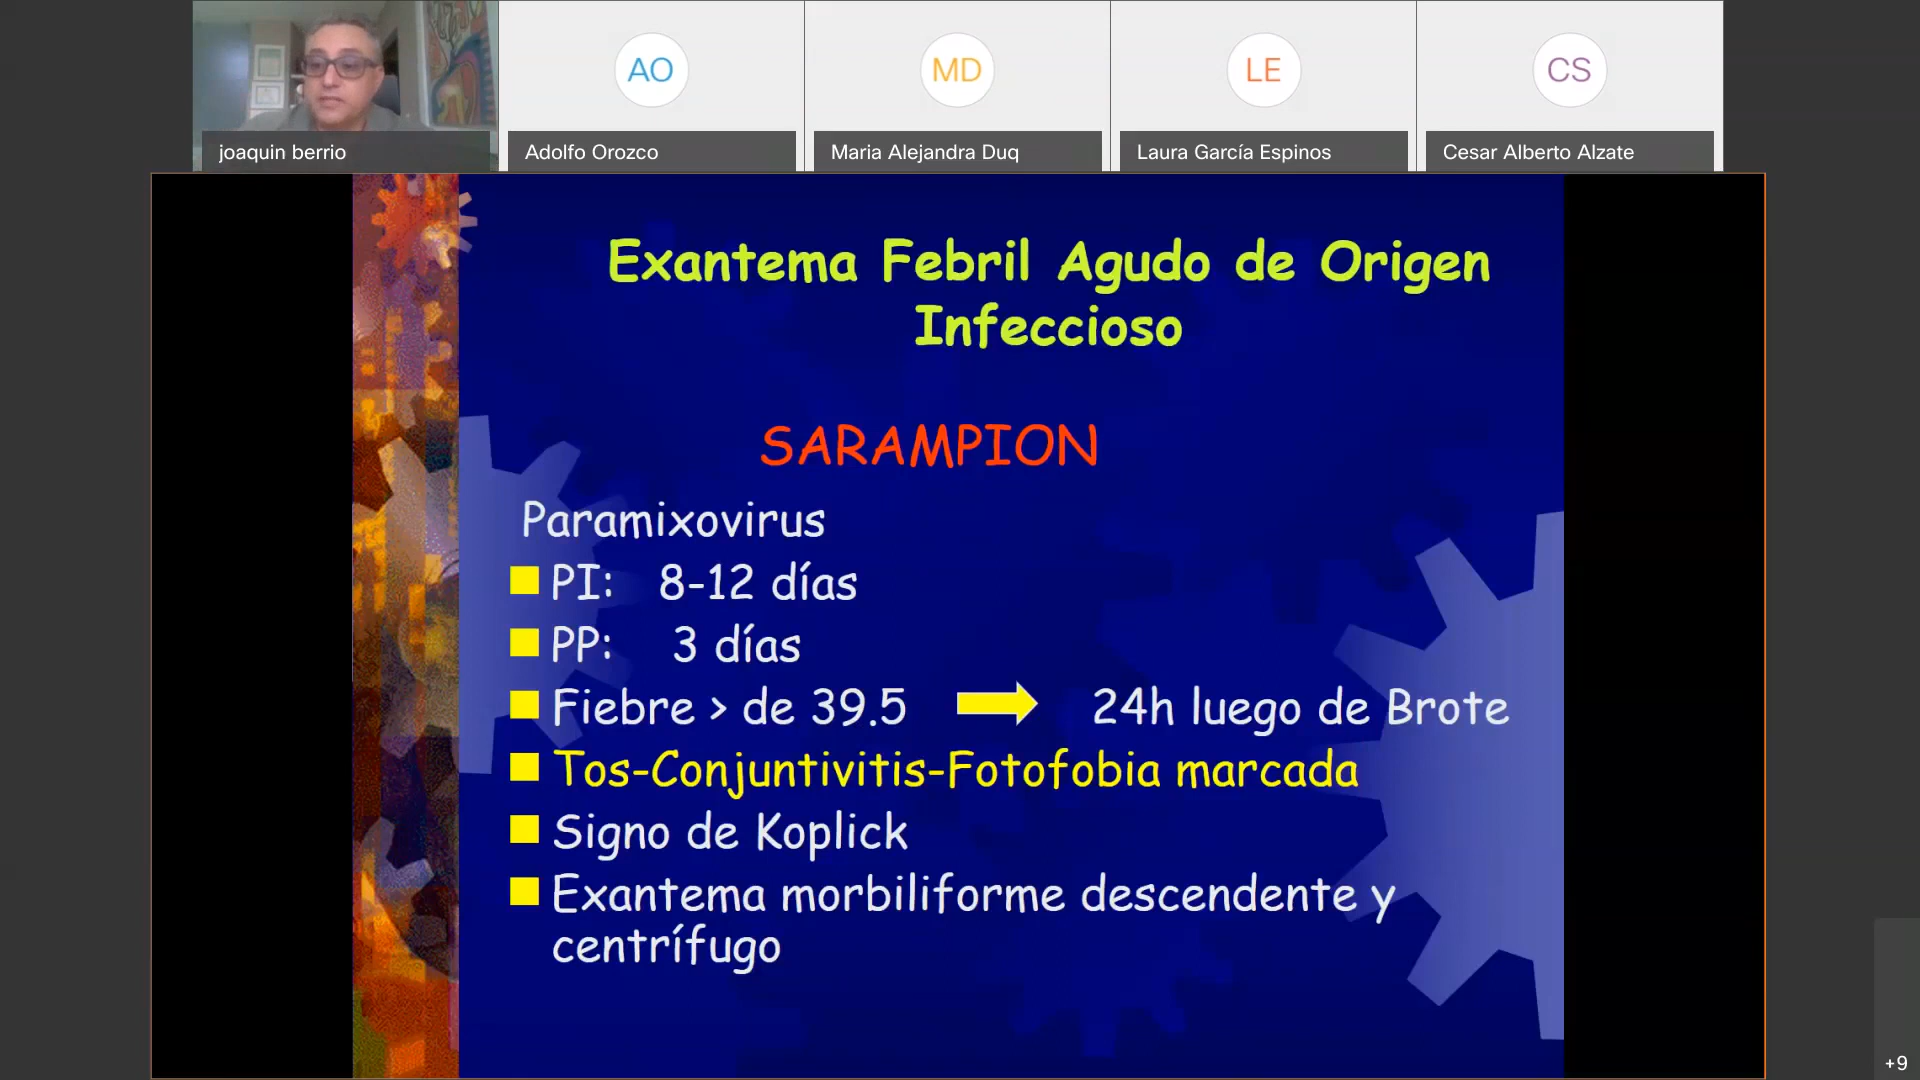 AO
MD
LE
CS
joaquin berrio
Adolfo Orozco
Maria Alejandra Duq
Laura García Espinos
Cesar Alberto Alzate
Exantema Febril Agudo de Origen
Infeccioso
SARAMPION
Paramixovirus
PI: 8-12 días
PP: 3 días
Fiebre > de 39.5 24h luego de Brote
Tos-Conjuntivitis-Fotofobia marcada
Signo de Koplick
Exantema morbiliforme descendente y
centrífugo
+9